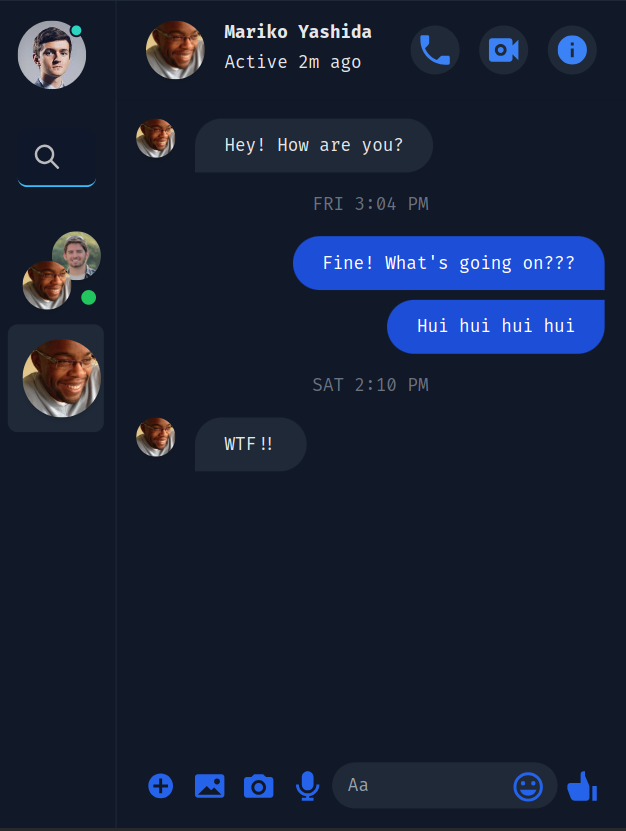 Mariko Yashida
Active 2m ago
Hey! How are you?
FRI 3:04 PM
Fine! What's going on???
Hui hui hui hui
SAT 2:10 PM
WTF!!
Aa